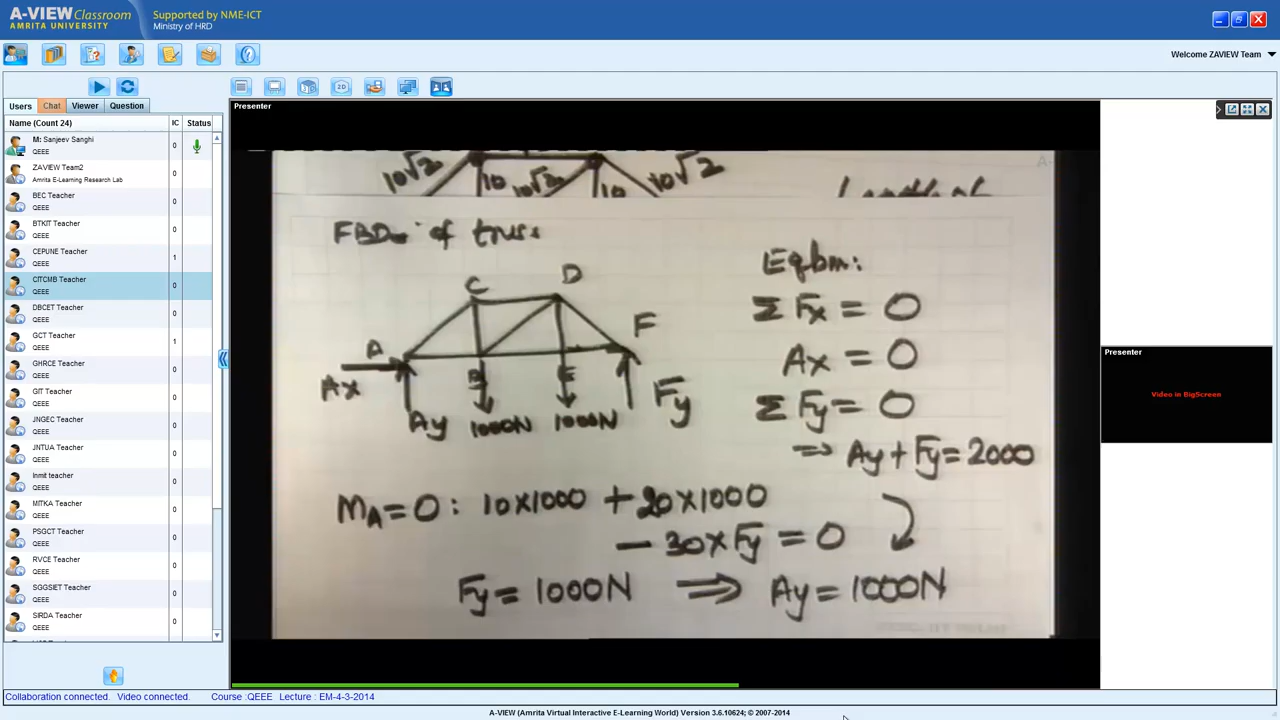 A-VIEW Classroom
AMRITA UNIVERSITY
Supported by NME-ICT
Ministry of HRD
Welcome ZAVIEW Team
2D
Users Chat Viewer Question
Name (Count 24) IC Status
M: Sanjeev Sanghi 0
QEEE
ZAVIEW Team2 0
Amrita E-Learning Research Lab
BEC Teacher 0
QEEE
BTKIT Teacher 0
QEEE
CEPUNE Teacher 1
QEEE
CITCMB Teacher 0
QEEE
DBCET Teacher 0
QEEE
GCT Teacher 1
QEEE
GHRCE Teacher 0
QEEE
GIT Teacher 0
QEEE
JNGEC Teacher 0
QEEE
JNTUA Teacher 0
QEEE
Inmit teacher 0
QEEE
MITKA Teacher 0
QEEE
PSGCT Teacher 0
QEEE
RVCE Teacher 0
QEEE
SGGSIET Teacher 0
QEEE
SIRDA Teacher 0
QEEE
Presenter
10√2 10 10√2 10 10√2
FBD of truss
C D
A F
Ax B E
Ay 1000N 1000N Fy
Eqbm:
Σ Fx = 0
Ax = 0
Σ Fy = 0
⇒ Ay + Fy = 2000
MA = 0 : 10×1000 + 20×1000
− 30×Fy = 0
Fy = 1000N ⇒ Ay = 1000N
Presenter
Video in BigScreen
Collaboration connected. Video connected. Course :QEEE Lecture : EM-4-3-2014
A-VIEW (Amrita Virtual Interactive E-Learning World) Version 3.6.10624; © 2007-2014